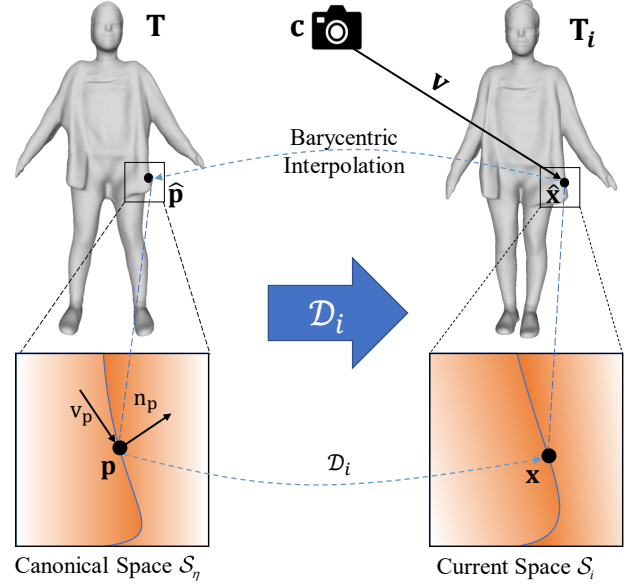 T
c
T_i
v
Barycentric
Interpolation
p̂
x̂
𝒟_i
v_p
n_p
p
𝒟_i
x
Canonical Space 𝒮_η
Current Space 𝒮_i